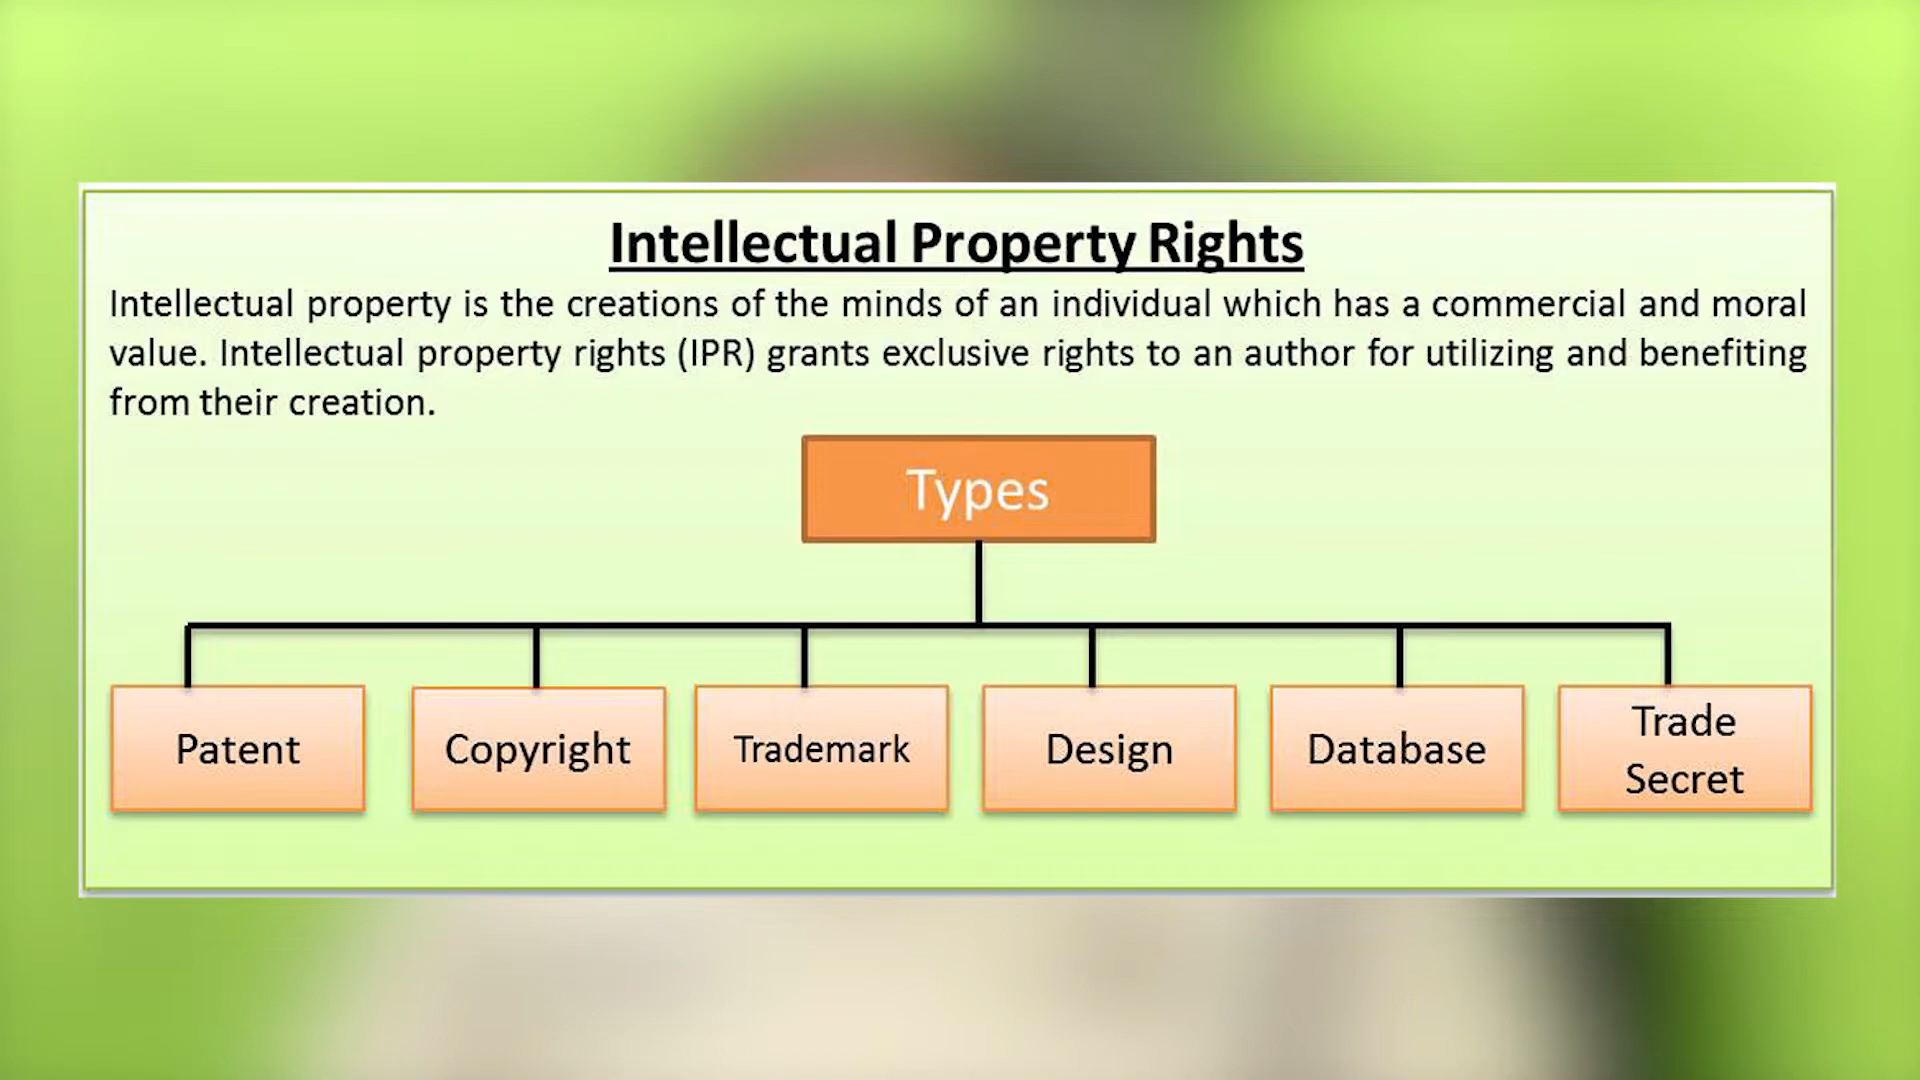 Intellectual Property Rights
Intellectual property is the creations of the minds of an individual which has a commercial and moral
value. Intellectual property rights (IPR) grants exclusive rights to an author for utilizing and benefiting
from their creation.
Types
Patent
Copyright
Trademark
Design
Database
Trade
Secret